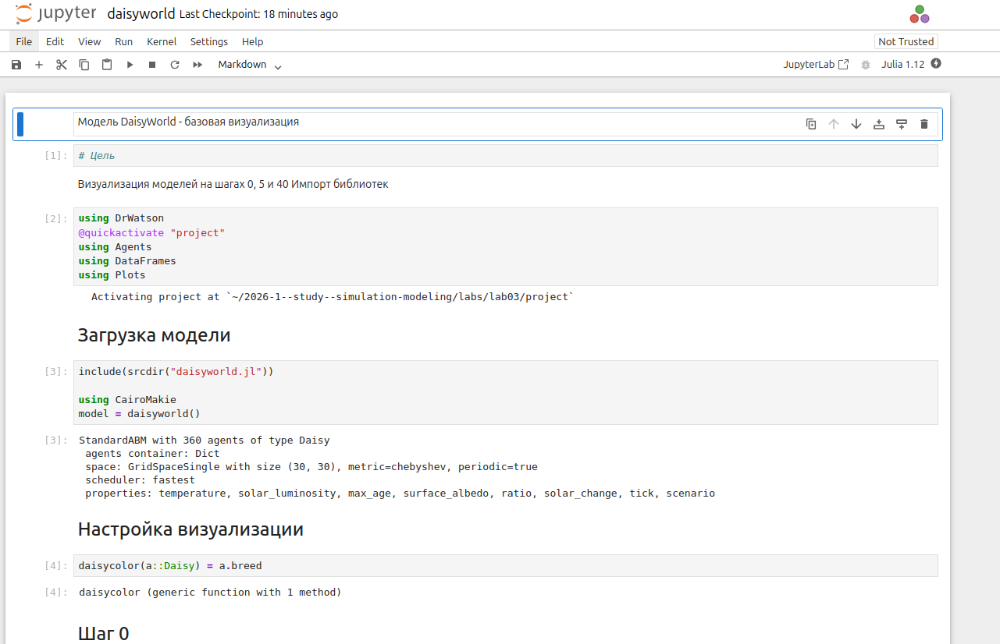 jupyter daisyworld Last Checkpoint: 18 minutes ago
File Edit View Run Kernel Settings Help Not Trusted
Markdown JupyterLab Julia 1.12
Модель DaisyWorld - базовая визуализация
[1]: # Цель
Визуализация моделей на шагах 0, 5 и 40 Импорт библиотек
[2]: using DrWatson
@quickactivate "project"
using Agents
using DataFrames
using Plots
Activating project at `~/2026-1--study--simulation-modeling/labs/lab03/project`
Загрузка модели
[3]: include(srcdir("daisyworld.jl"))
using CairoMakie
model = daisyworld()
[3]: StandardABM with 360 agents of type Daisy
agents container: Dict
space: GridSpaceSingle with size (30, 30), metric=chebyshev, periodic=true
scheduler: fastest
properties: temperature, solar_luminosity, max_age, surface_albedo, ratio, solar_change, tick, scenario
Настройка визуализации
[4]: daisycolor(a::Daisy) = a.breed
[4]: daisycolor (generic function with 1 method)
Шаг 0